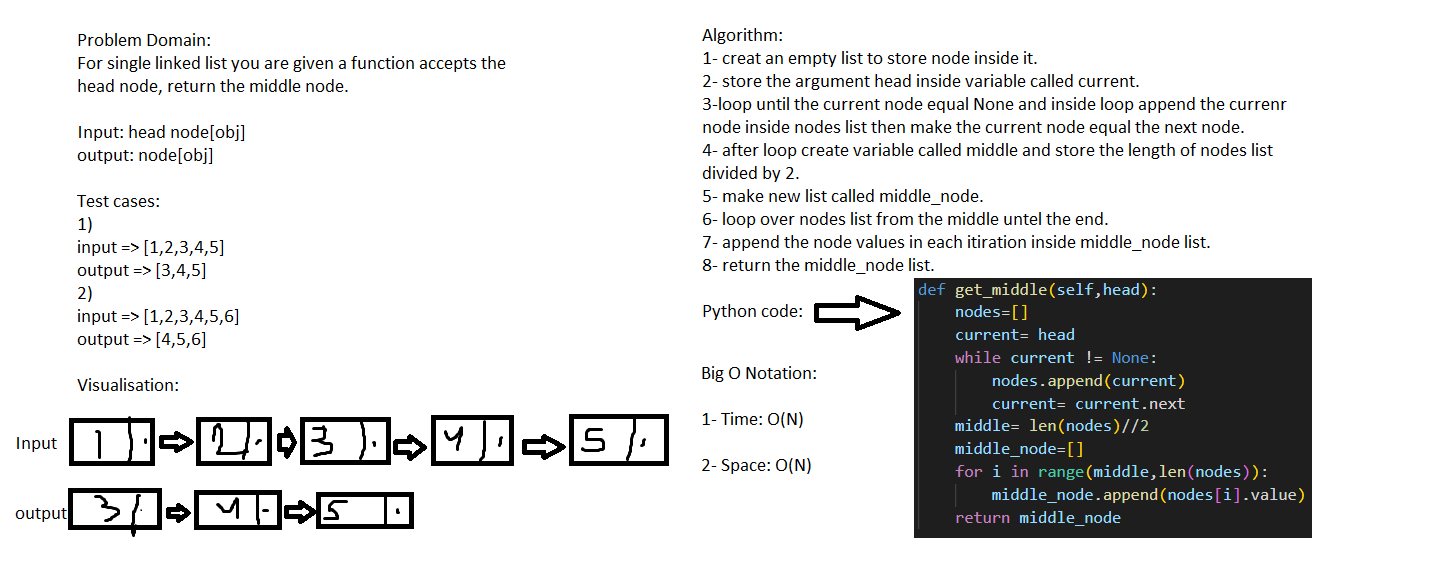 Problem Domain:
For single linked list you are given a function accepts the
head node, return the middle node.
Input: head node[obj]
output: node[obj]
Test cases:
1)
input => [1,2,3,4,5]
output => [3,4,5]
2)
input => [1,2,3,4,5,6]
output => [4,5,6]
Visualisation:
Input 1 2 3 4 5
output 3 4 5
Algorithm:
1- creat an empty list to store node inside it.
2- store the argument head inside variable called current.
3-loop until the current node equal None and inside loop append the currenr
node inside nodes list then make the current node equal the next node.
4- after loop create variable called middle and store the length of nodes list
divided by 2.
5- make new list called middle_node.
6- loop over nodes list from the middle untel the end.
7- append the node values in each itiration inside middle_node list.
8- return the middle_node list.
Python code:
def get_middle(self,head):
    nodes=[]
    current= head
    while current != None:
        nodes.append(current)
        current= current.next
    middle= len(nodes)//2
    middle_node=[]
    for i in range(middle,len(nodes)):
        middle_node.append(nodes[i].value)
    return middle_node
Big O Notation:
1- Time: O(N)
2- Space: O(N)